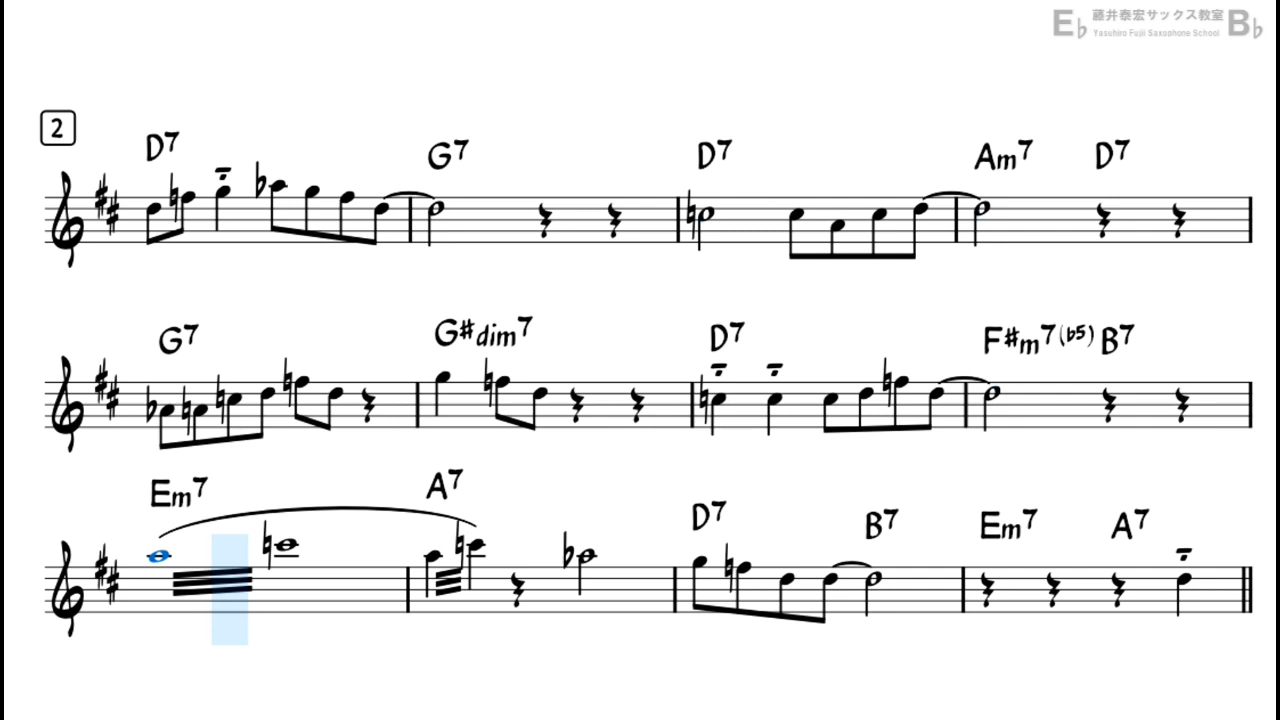 E♭ 藤井泰宏サックス教室 B♭
Yasuhiro Fujii Saxophone School
2
D7 G7 D7 Am7 D7
G7 G#dim7 D7 F#m7(b5) B7
Em7 A7 D7 B7 Em7 A7